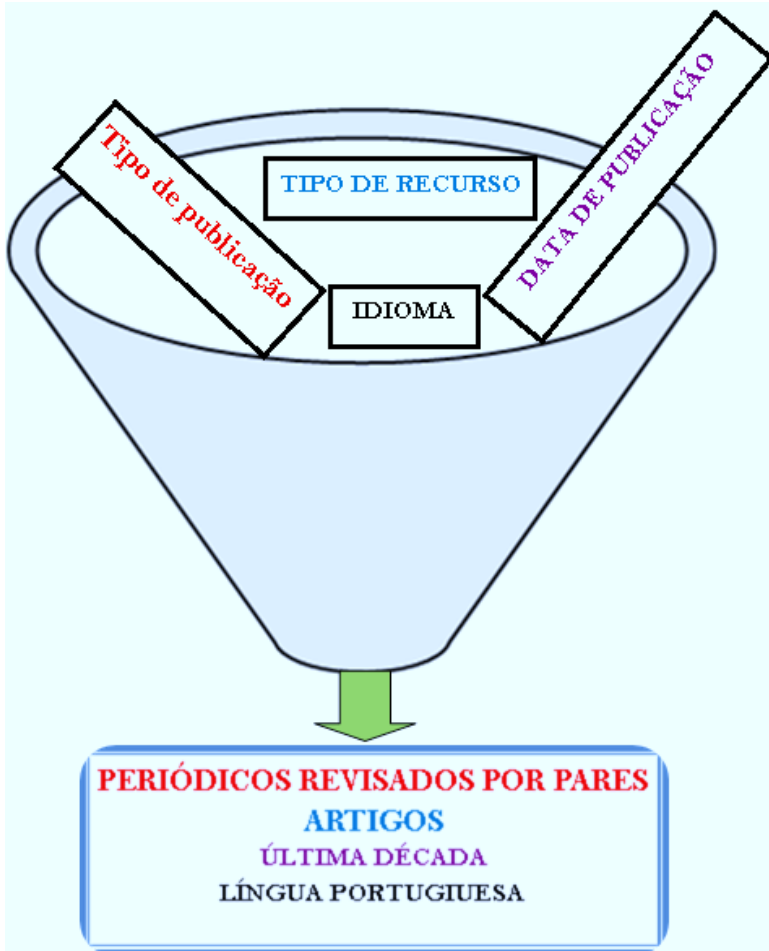 Tipo de publicação
TIPO DE RECURSO
DATA DE PUBLICAÇÃO
IDIOMA
PERIÓDICOS REVISADOS POR PARES
ARTIGOS
ÚLTIMA DÉCADA
LÍNGUA PORTUGIUESA